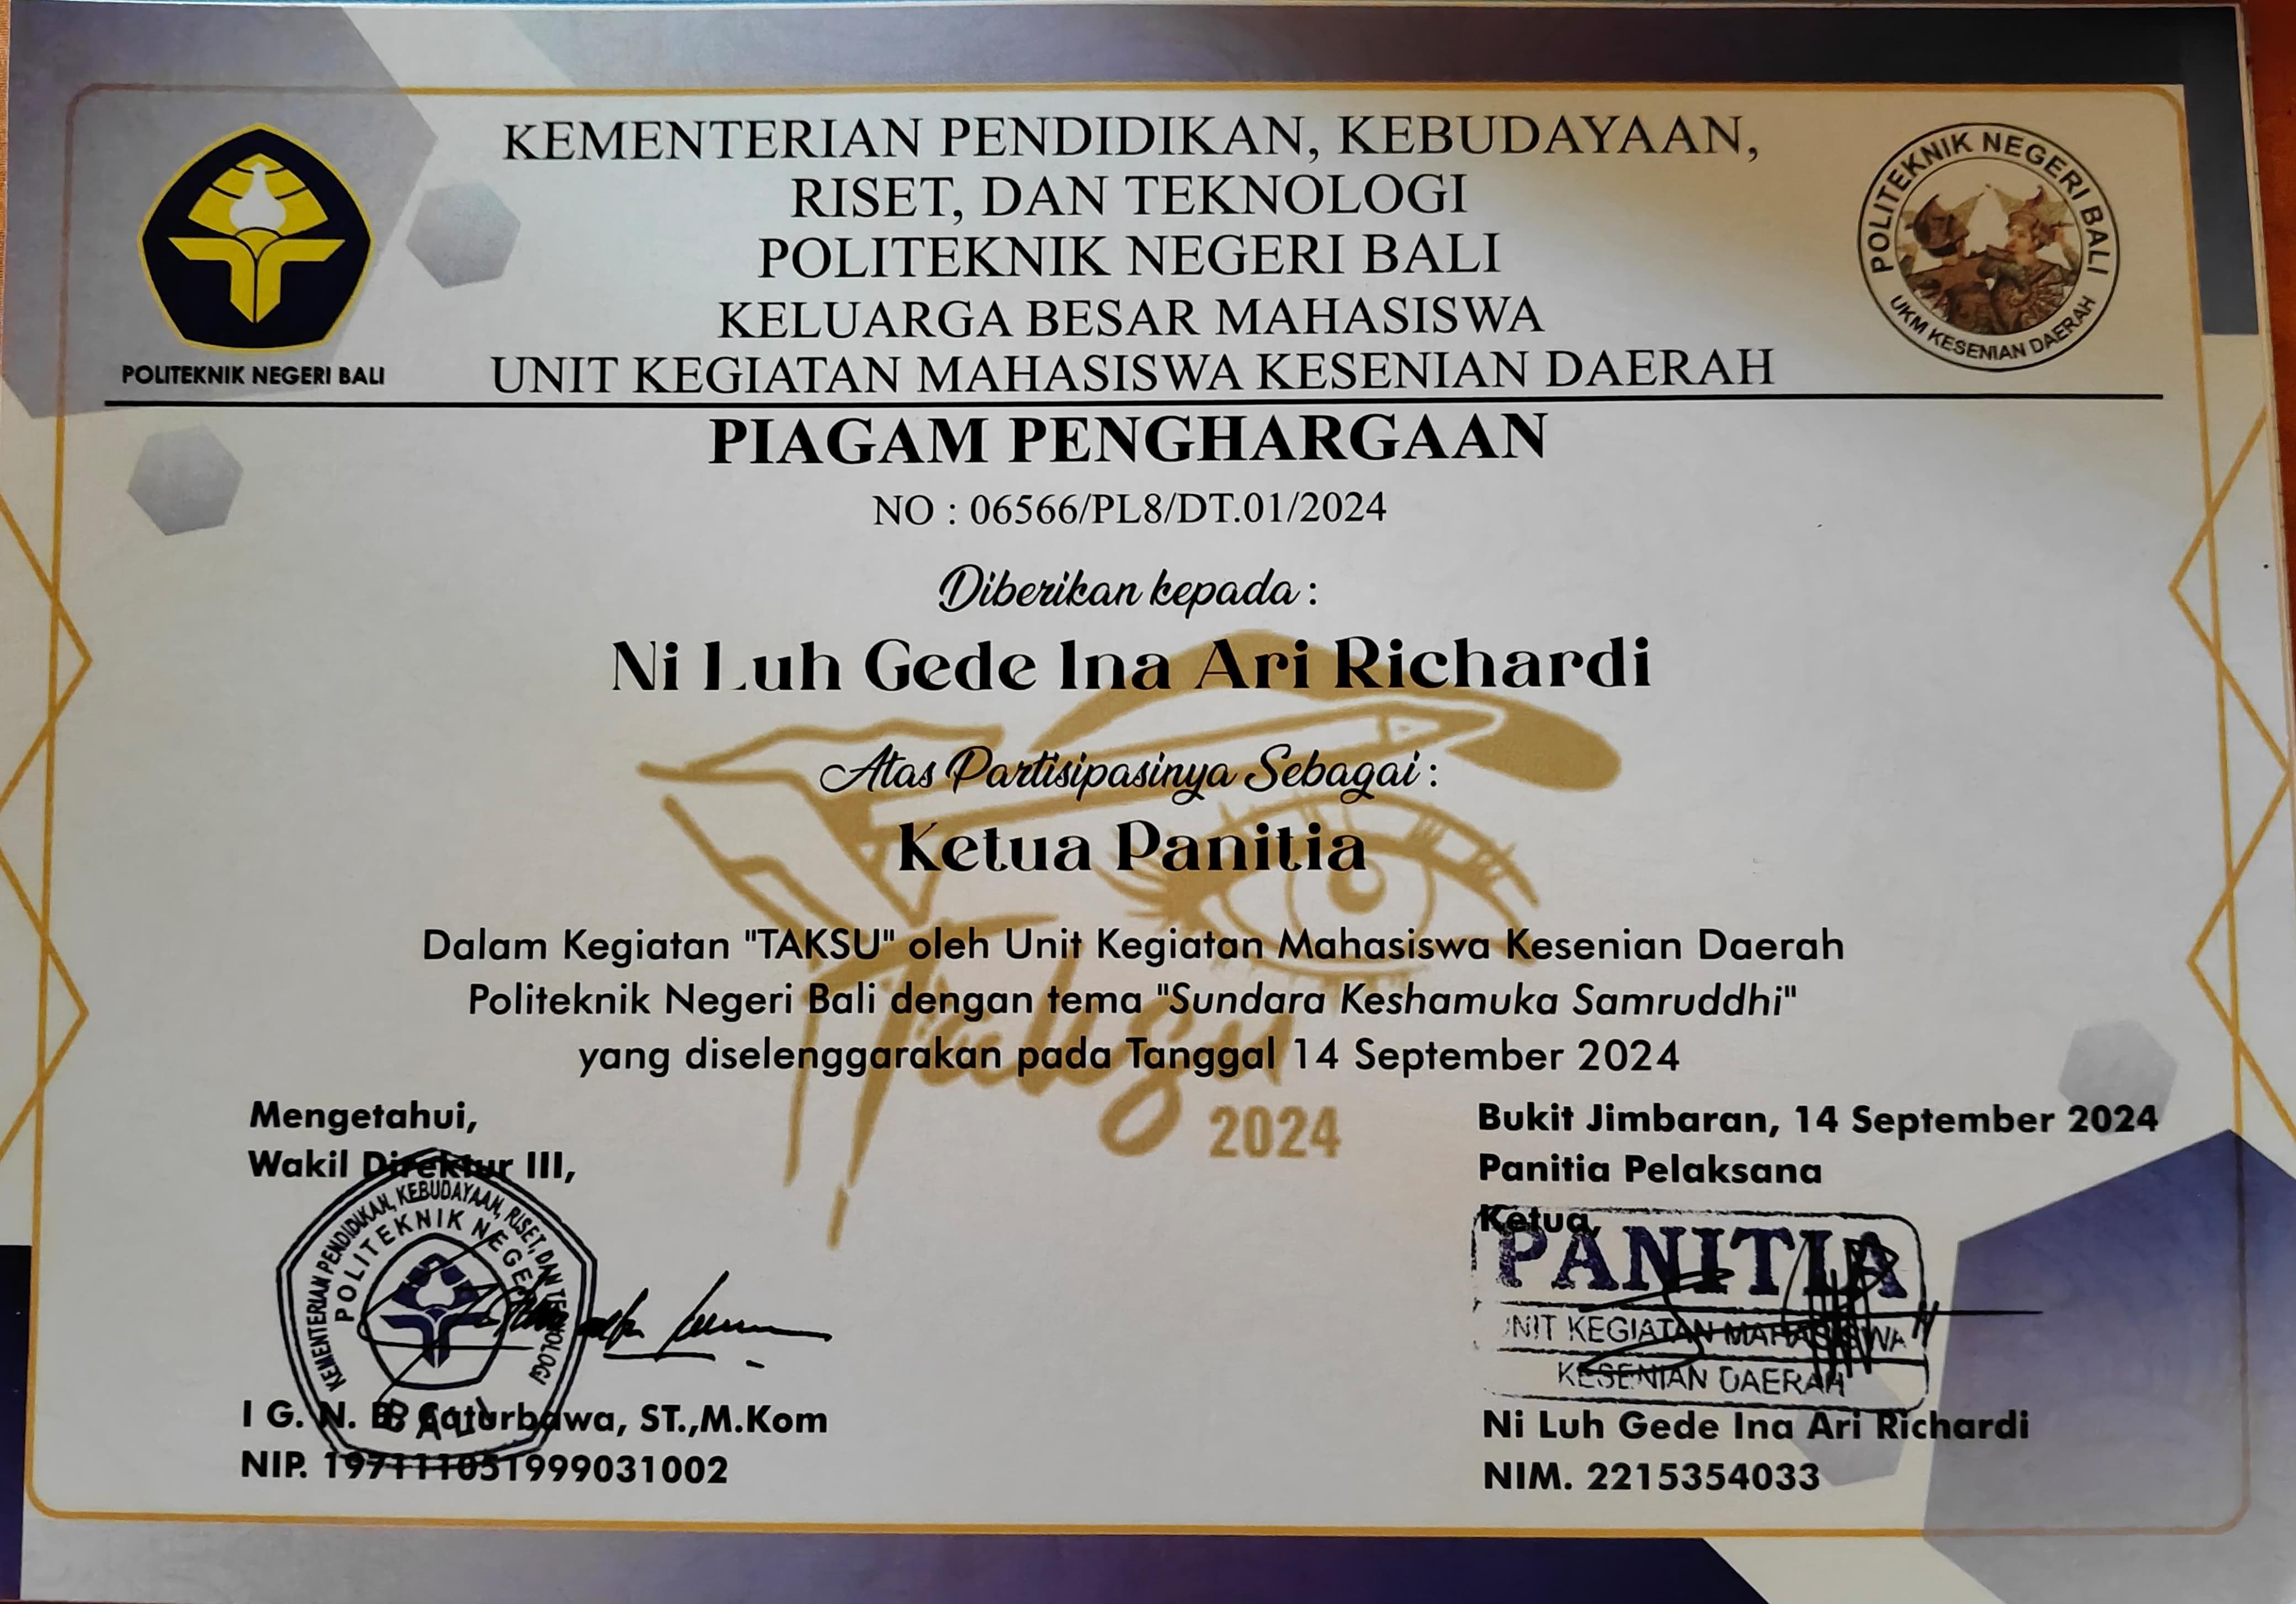 KEMENTERIAN PENDIDIKAN, KEBUDAYAAN,
RISET, DAN TEKNOLOGI
POLITEKNIK NEGERI BALI
KELUARGA BESAR MAHASISWA
UNIT KEGIATAN MAHASISWA KESENIAN DAERAH
POLITEKNIK NEGERI BALI
POLITEKNIK NEGERI BALI
UKM KESENIAN DAERAH
PIAGAM PENGHARGAAN
NO : 06566/PL8/DT.01/2024
Diberikan kepada :
Ni Luh Gede Ina Ari Richardi
Atas Partisipasinya Sebagai :
Ketua Panitia
Dalam Kegiatan "TAKSU" oleh Unit Kegiatan Mahasiswa Kesenian Daerah
Politeknik Negeri Bali dengan tema "Sundara Keshamuka Samruddhi"
yang diselenggarakan pada Tanggal 14 September 2024
Taksu
2024
Mengetahui,
Wakil Direktur III,
KEMENTERIAN PENDIDIKAN, KEBUDAYAAN, RISET, DAN TEKNOLOGI
POLITEKNIK NEGERI
BALI
I G. N. B. Caturbawa, ST.,M.Kom
NIP. 197111051999031002
Bukit Jimbaran, 14 September 2024
Panitia Pelaksana
Ketua,
PANITIA
UNIT KEGIATAN MAHASISWA
KESENIAN DAERAH
Ni Luh Gede Ina Ari Richardi
NIM. 2215354033